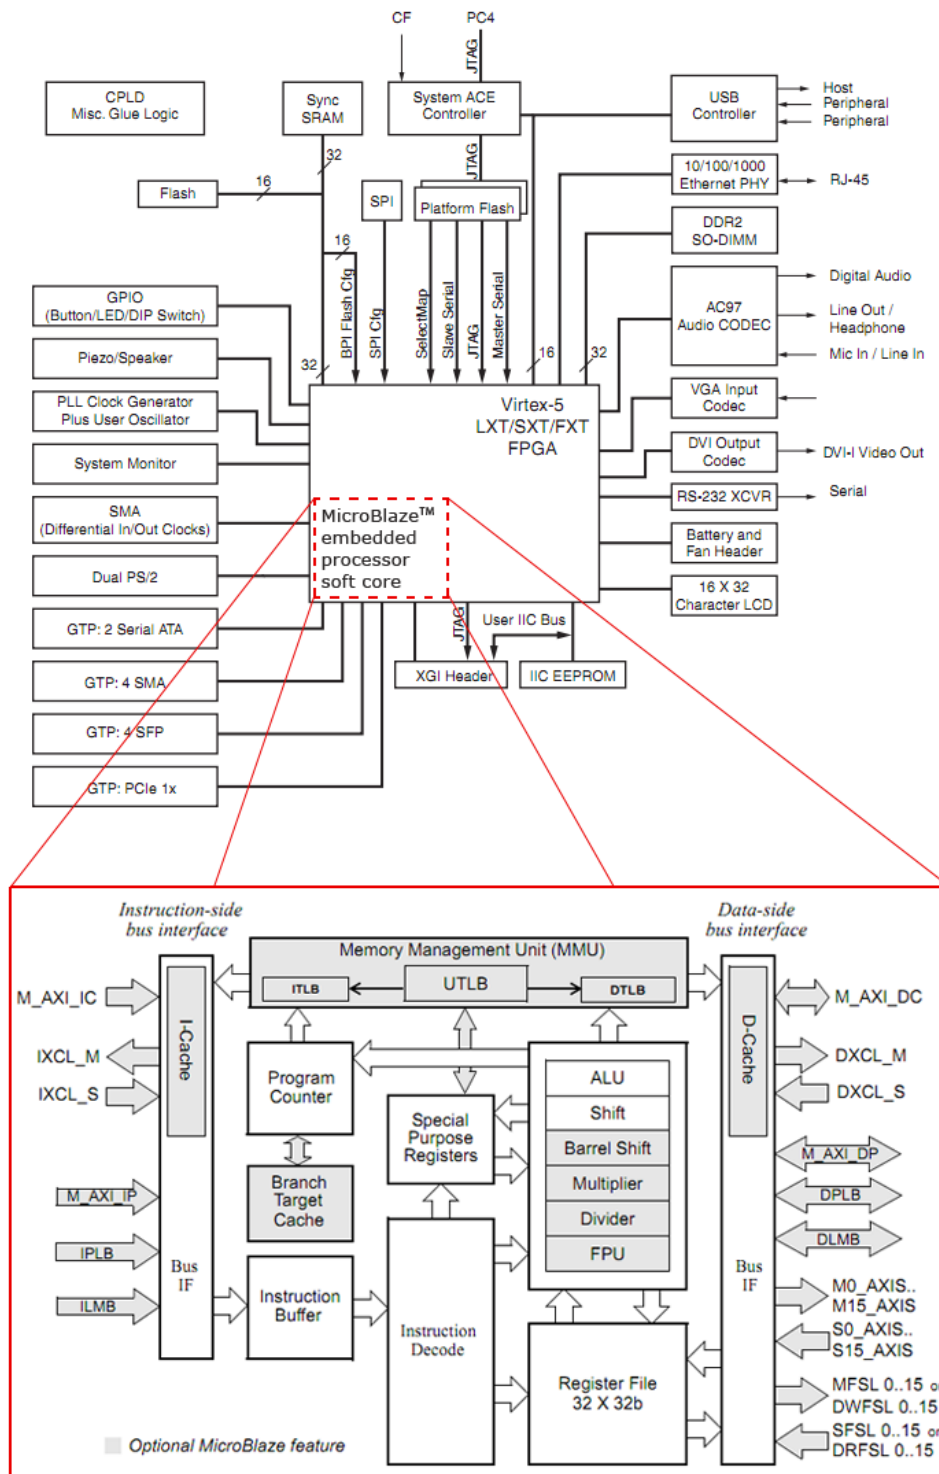 CF
PC4
JTAG
CPLD
Misc. Glue Logic
Sync
SRAM
System ACE
Controller
USB
Controller
Host
Peripheral
Peripheral
32
JTAG
10/100/1000
Ethernet PHY
RJ-45
Flash
16
SPI
Platform Flash
DDR2
SO-DIMM
16
BPI Flash Cfg
SPI Cfg
SelectMap
Slave Serial
JTAG
Master Serial
AC97
Audio CODEC
Digital Audio
Line Out /
Headphone
Mic In / Line In
GPIO
(Button/LED/DIP Switch)
32
16
32
Piezo/Speaker
PLL Clock Generator
Plus User Oscillator
Virtex-5
LXT/SXT/FXT
FPGA
VGA Input
Codec
System Monitor
DVI Output
Codec
DVI-I Video Out
RS-232 XCVR
Serial
SMA
(Differential In/Out Clocks)
MicroBlaze™
embedded
processor
soft core
Battery and
Fan Header
Dual PS/2
16 X 32
Character LCD
GTP: 2 Serial ATA
JTAG
User IIC Bus
XGI Header
IIC EEPROM
GTP: 4 SMA
GTP: 4 SFP
GTP: PCIe 1x
Instruction-side
bus interface
Data-side
bus interface
Memory Management Unit (MMU)
ITLB
UTLB
DTLB
M_AXI_IC
IXCL_M
IXCL_S
I-Cache
M_AXI_IP
IPLB
ILMB
Bus
IF
Program
Counter
Branch
Target
Cache
Special
Purpose
Registers
Instruction
Buffer
Instruction
Decode
ALU
Shift
Barrel Shift
Multiplier
Divider
FPU
Register File
32 X 32b
D-Cache
Bus
IF
M_AXI_DC
DXCL_M
DXCL_S
M_AXI_DP
DPLB
DLMB
M0_AXIS..
M15_AXIS
S0_AXIS..
S15_AXIS
MFSL 0..15 or
DWFSL 0..15
SFSL 0..15 or
DRFSL 0..15
Optional MicroBlaze feature